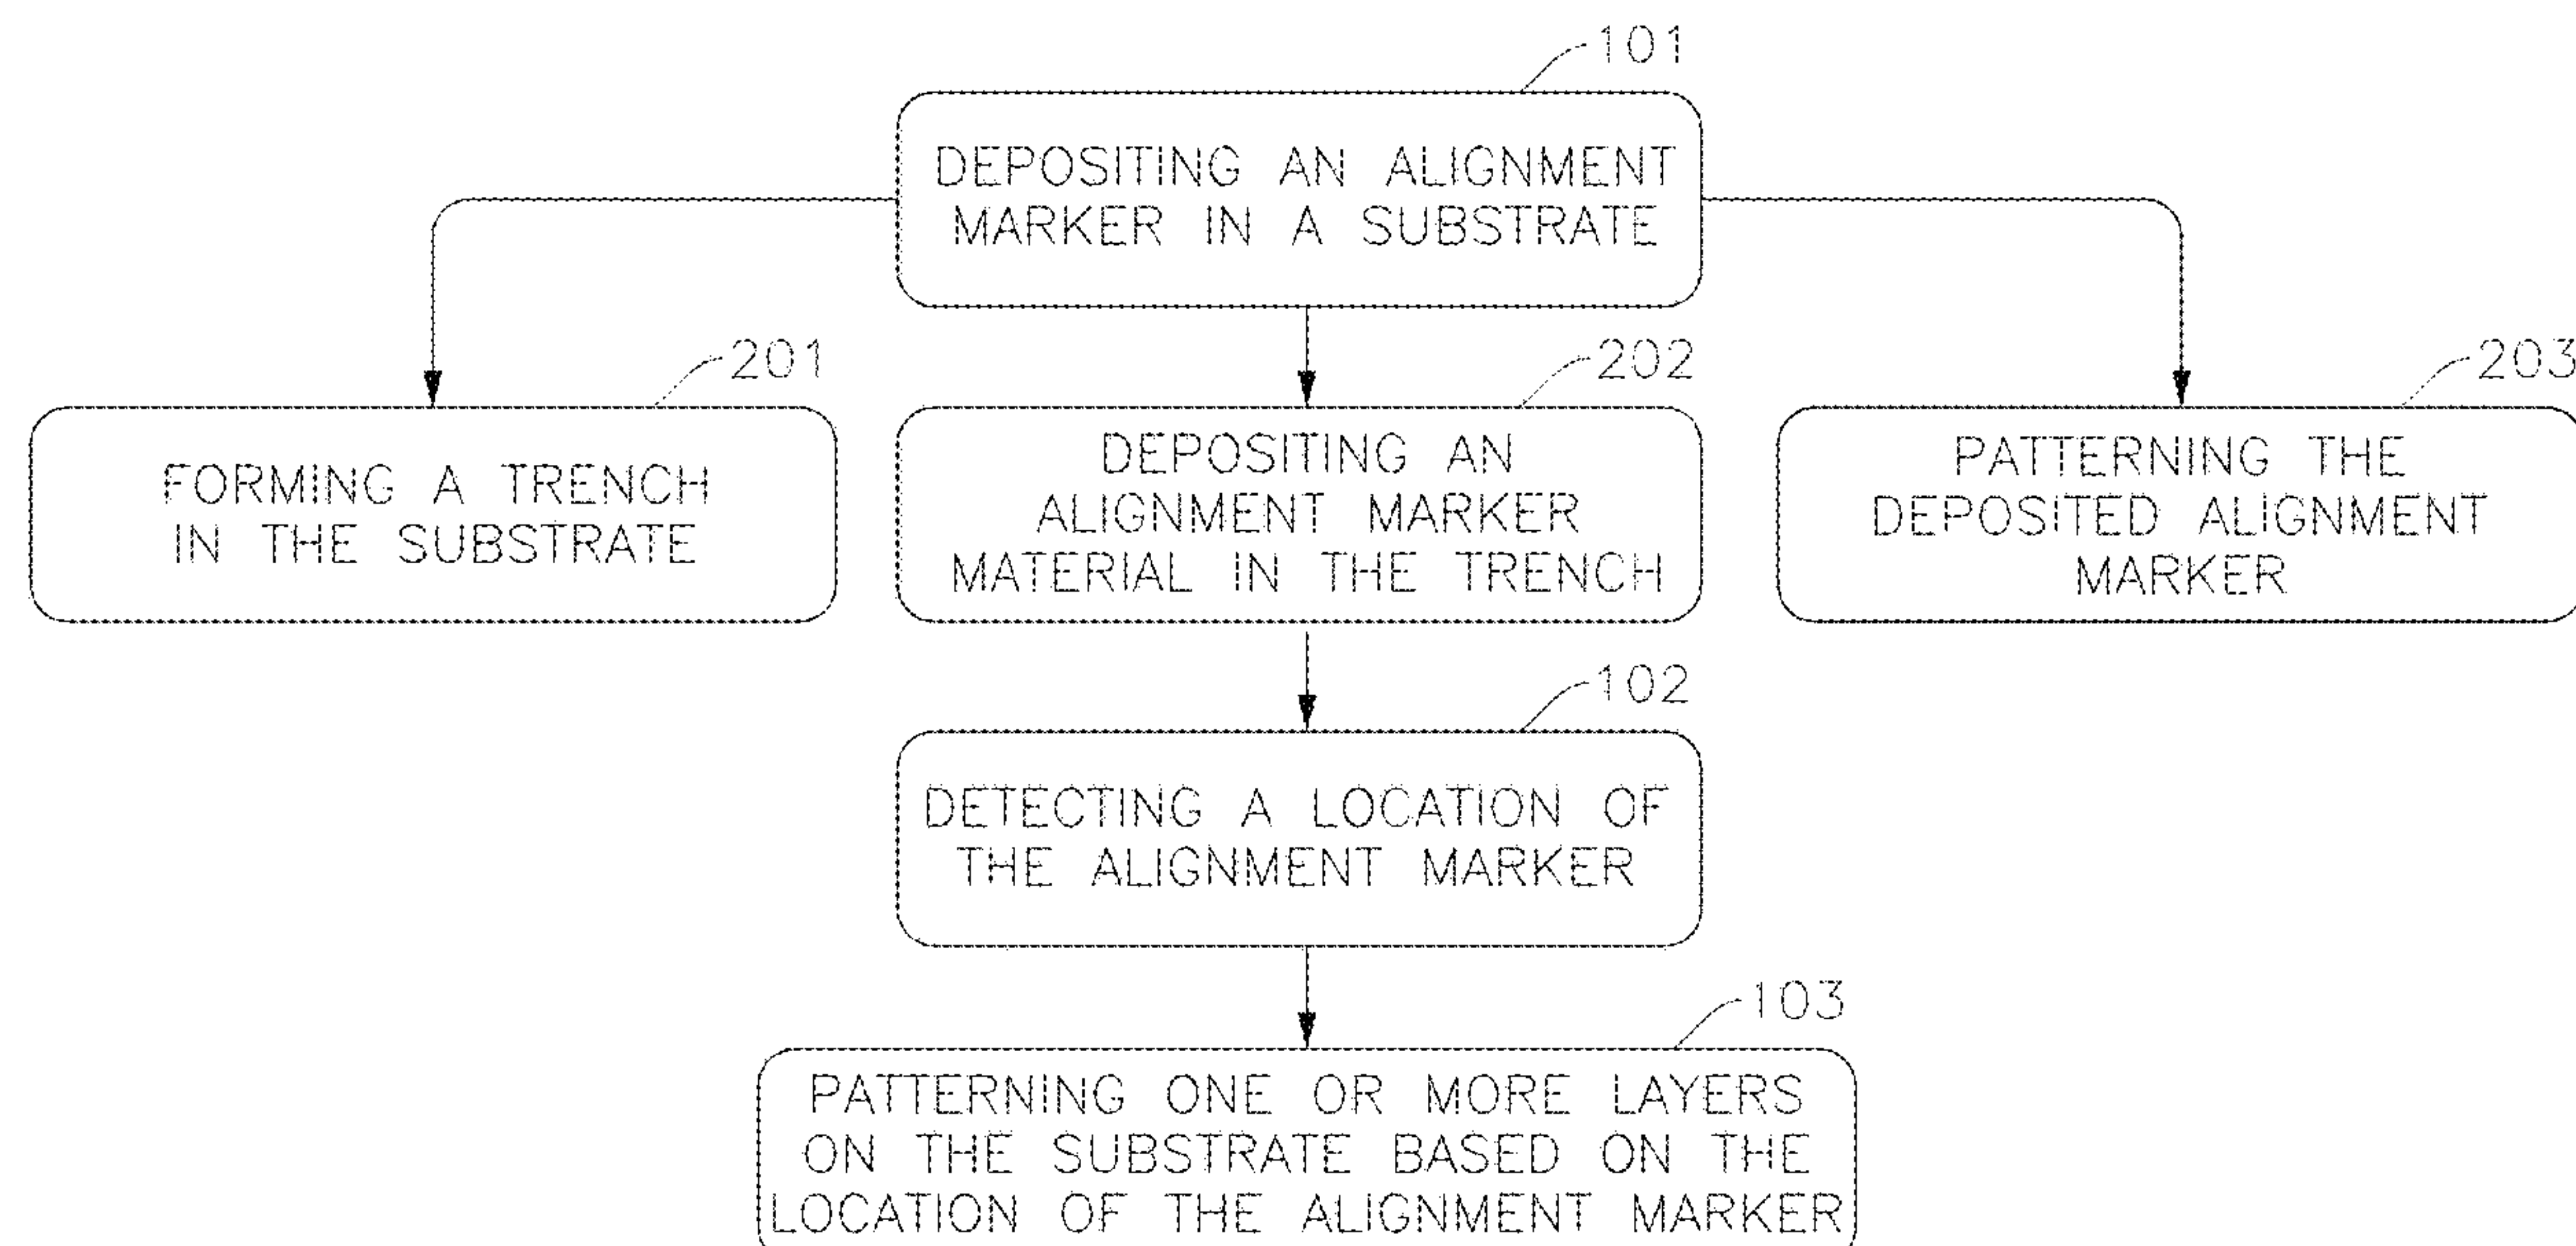 101
DEPOSITING AN ALIGNMENT
MARKER IN A SUBSTRATE
201
FORMING A TRENCH
IN THE SUBSTRATE
202
DEPOSITING AN
ALIGNMENT MARKER
MATERIAL IN THE TRENCH
203
PATTERNING THE
DEPOSITED ALIGNMENT
MARKER
102
DETECTING A LOCATION OF
THE ALIGNMENT MARKER
103
PATTERNING ONE OR MORE LAYERS
ON THE SUBSTRATE BASED ON THE
LOCATION OF THE ALIGNMENT MARKER